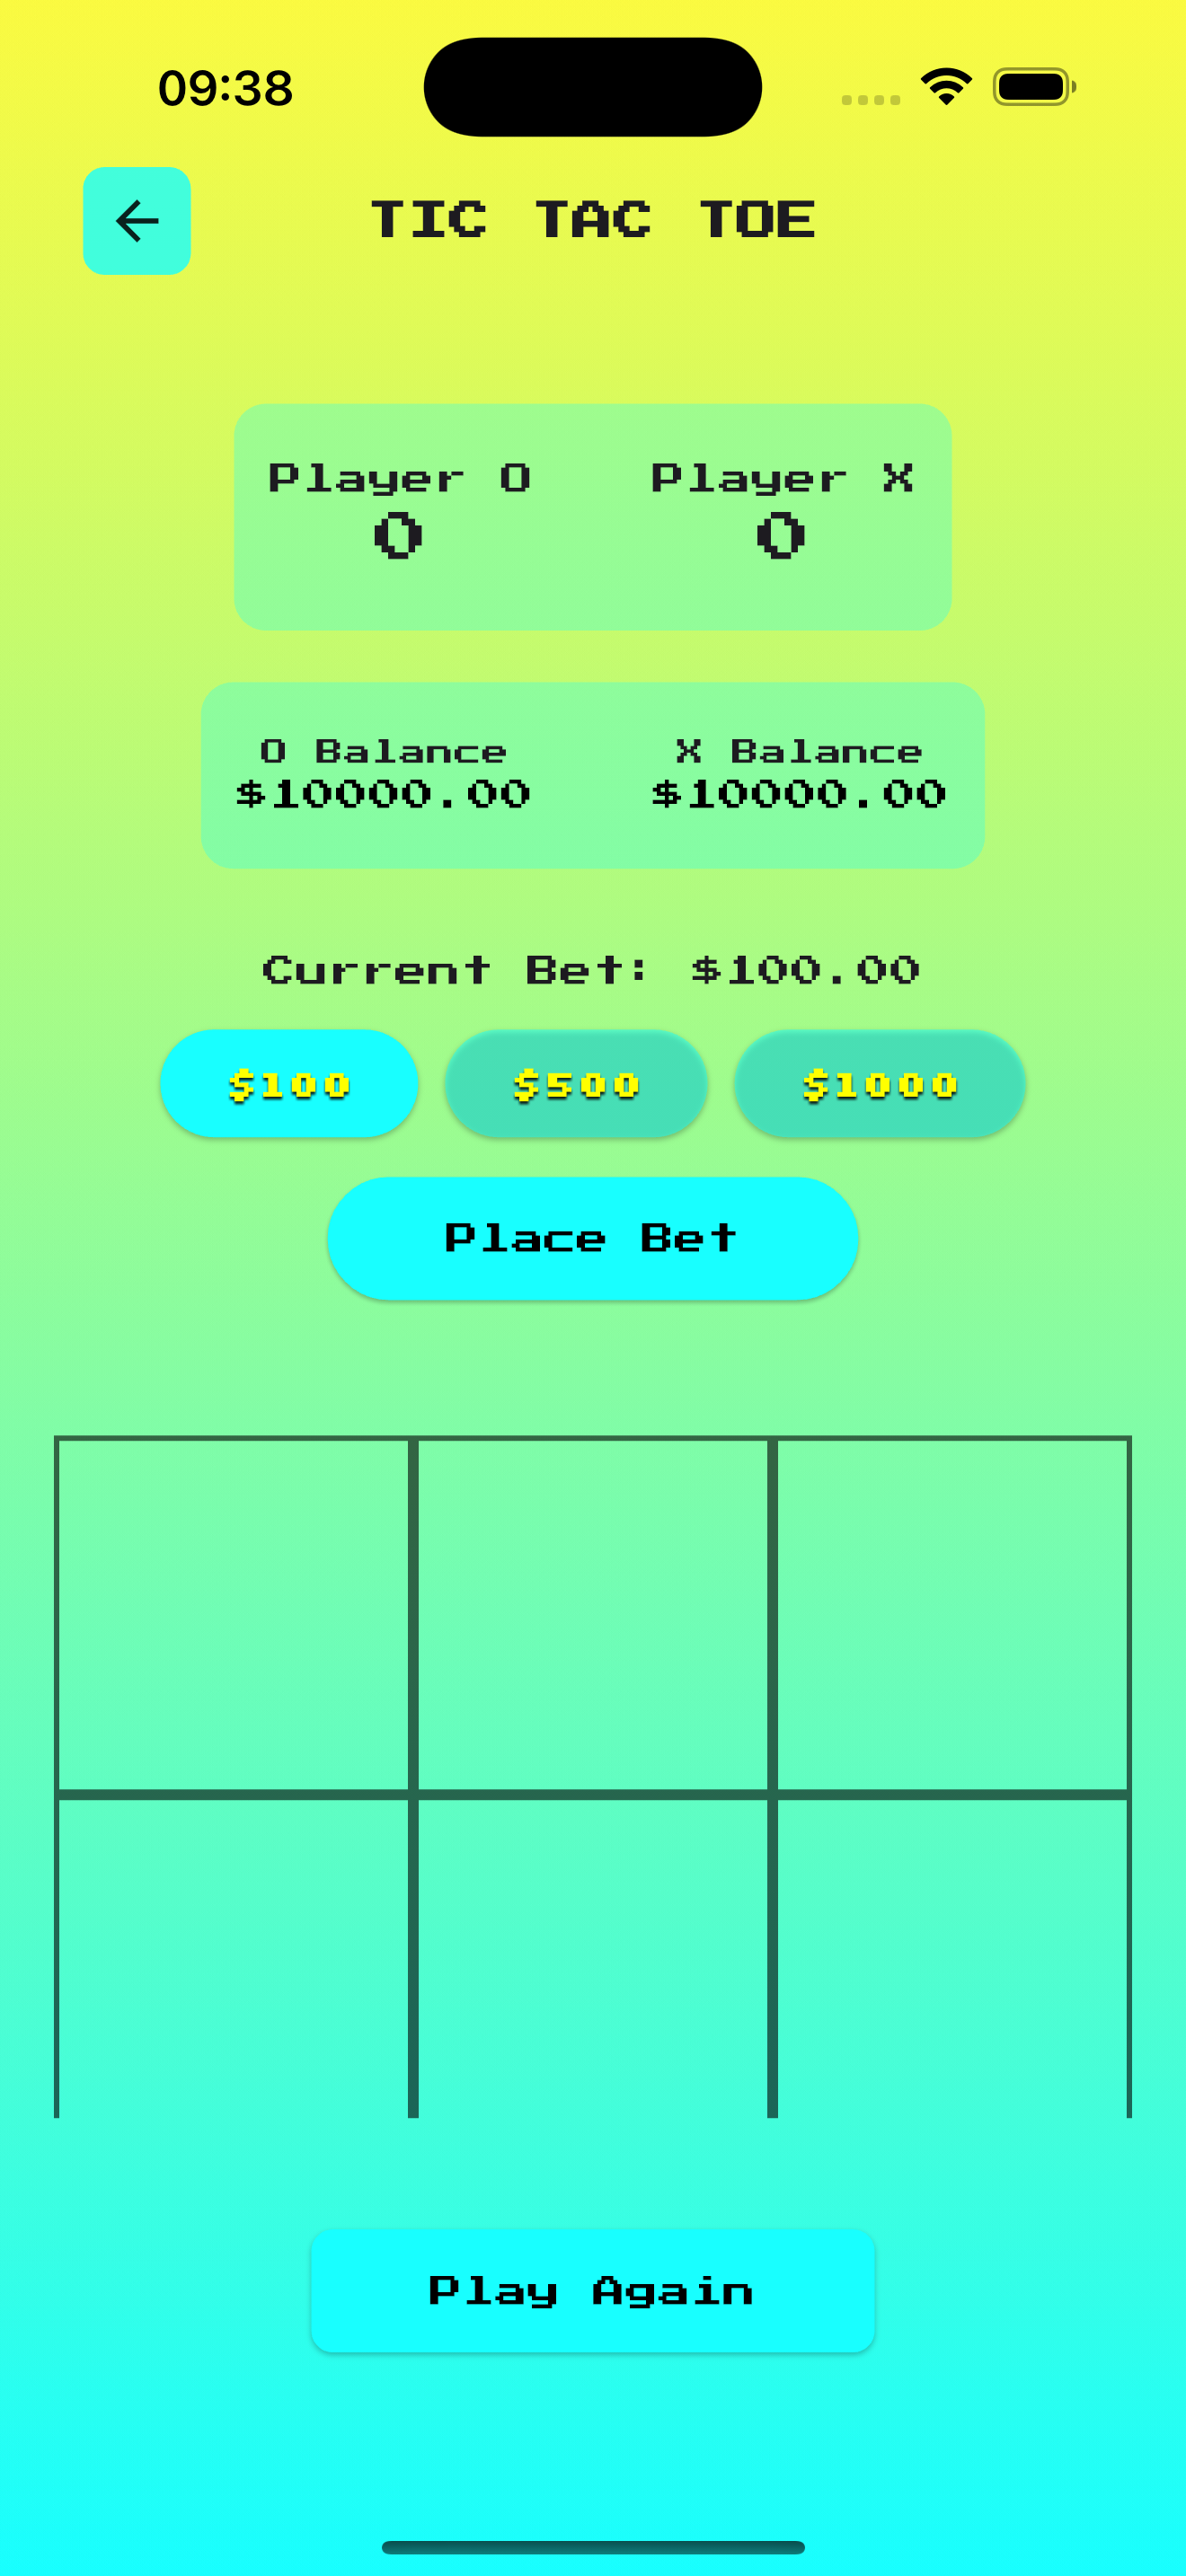 09:38
TIC TAC TOE
Player O Player X
0 0
O Balance X Balance
$10000.00 $10000.00
Current Bet: $100.00
$100 $500 $1000
Place Bet
Play Again